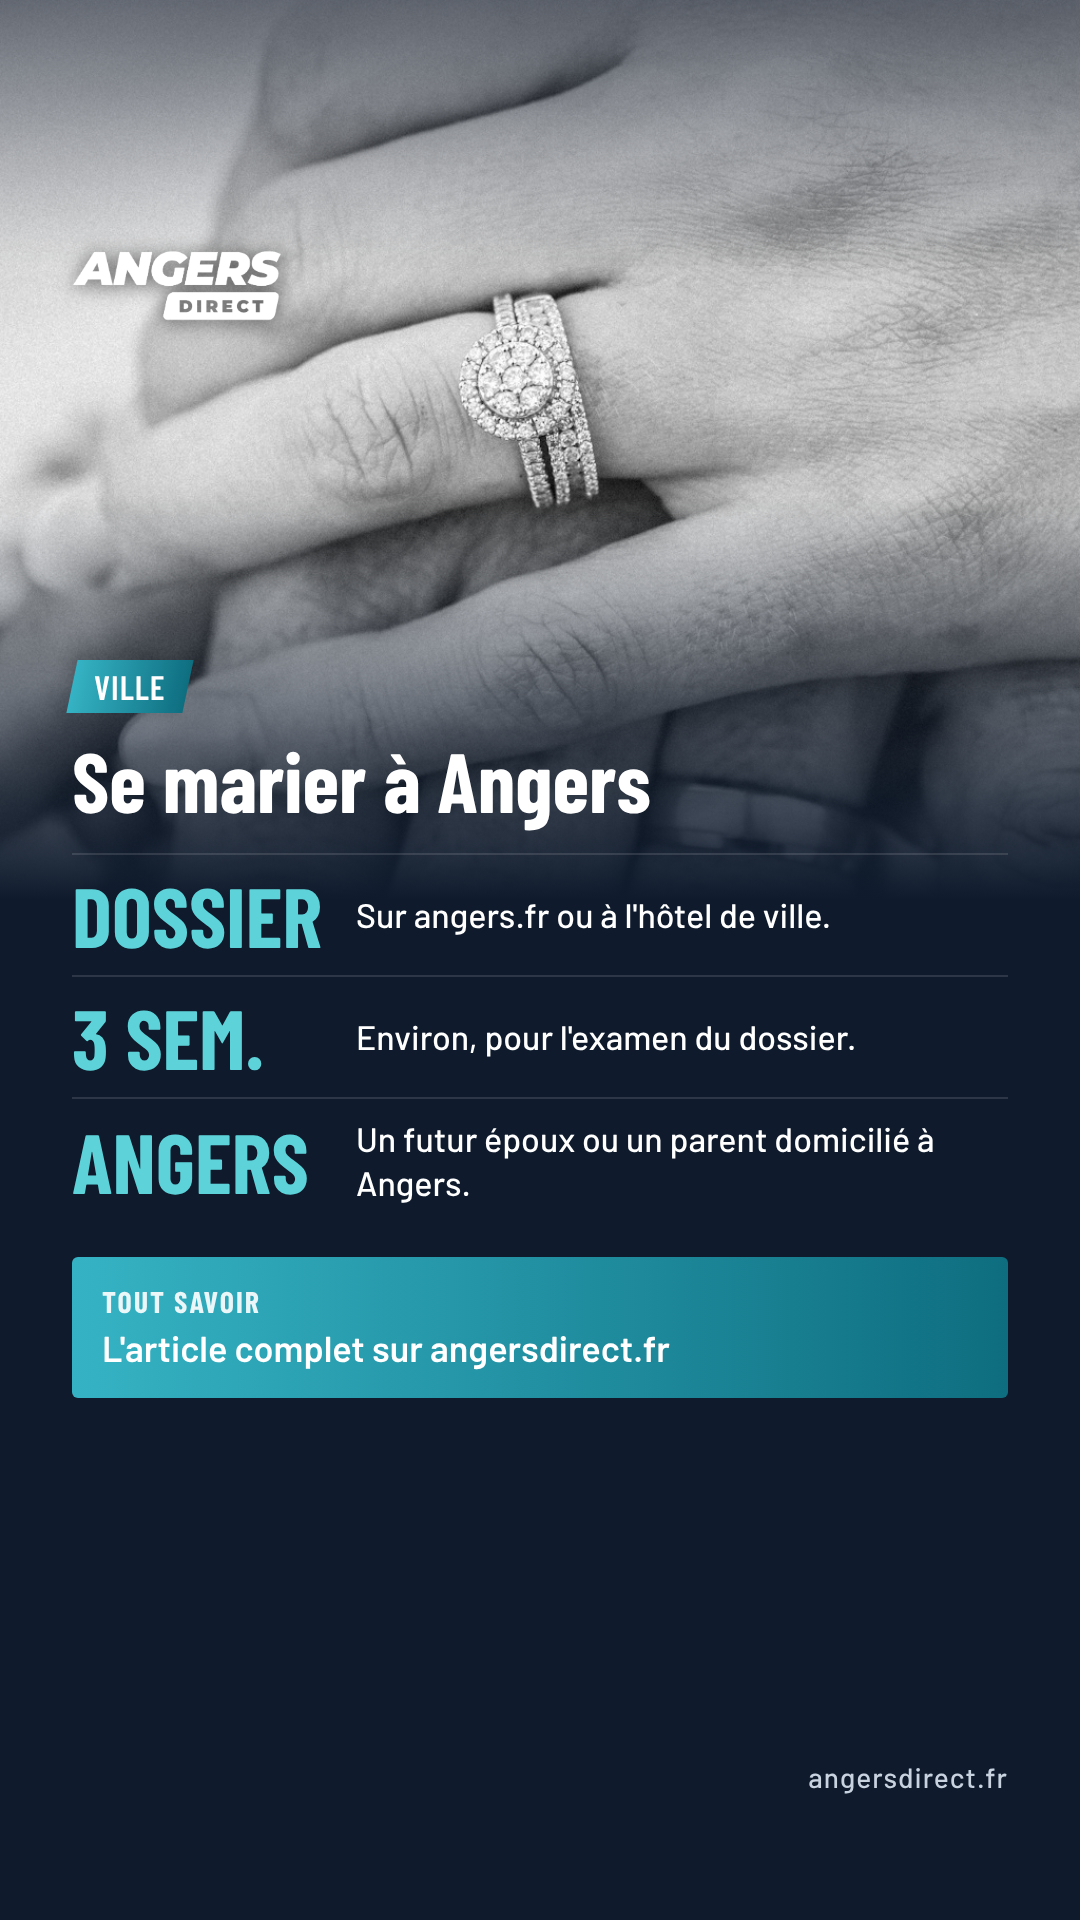 ANGERS
DIRECT
VILLE
Se marier à Angers
DOSSIER
Sur angers.fr ou à l'hôtel de ville.
3 SEM.
Environ, pour l'examen du dossier.
ANGERS
Un futur époux ou un parent domicilié à
Angers.
TOUT SAVOIR
L'article complet sur angersdirect.fr
angersdirect.fr